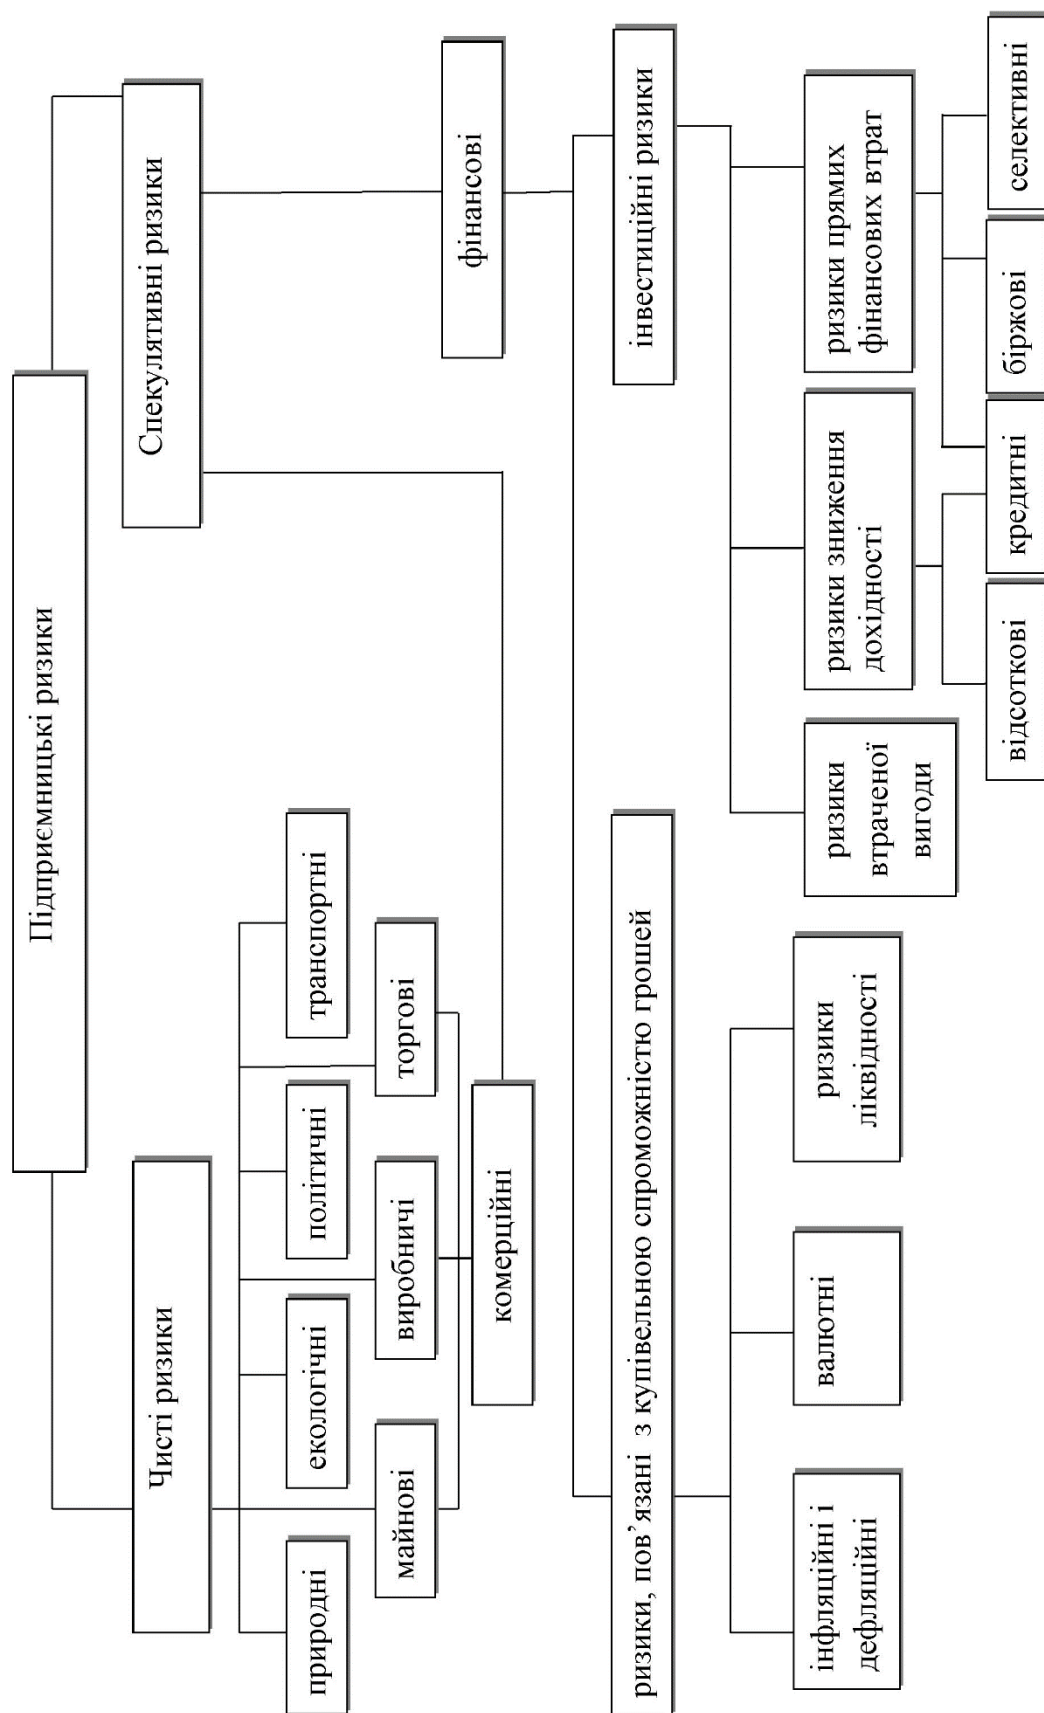 Підприємницькі ризики
Чисті ризики
Спекулятивні ризики
природні
екологічні
політичні
транспортні
майнові
виробничі
торгові
комерційні
фінансові
ризики, пов’язані з купівельною спроможністю грошей
інвестиційні ризики
інфляційні і
дефляційні
валютні
ризики
ліквідності
ризики
втраченої
вигоди
ризики зниження
дохідності
ризики прямих
фінансових втрат
відсоткові
кредитні
біржові
селективні